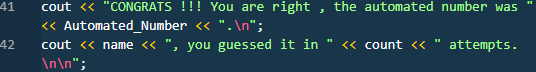 41 cout << "CONGRATS !!! You are right , the automated number was "
<< Automated_Number << ".\n";
42 cout << name << ", you guessed it in " << count << " attempts.
\n\n";